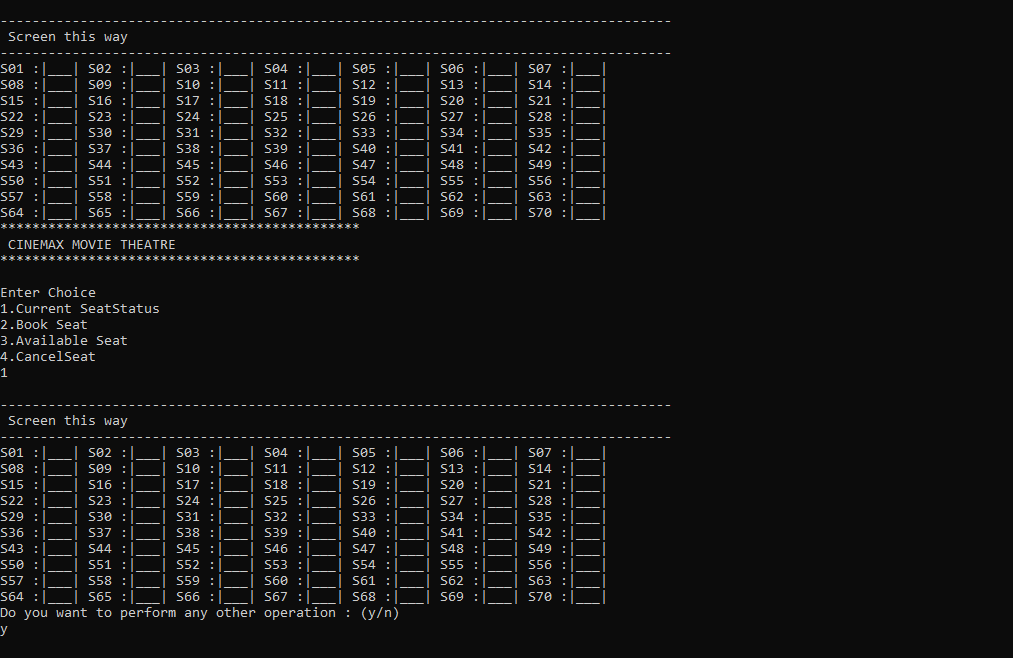 --------------------------------------------------------------------------------
 Screen this way
--------------------------------------------------------------------------------
S01 :|___| S02 :|___| S03 :|___| S04 :|___| S05 :|___| S06 :|___| S07 :|___|
S08 :|___| S09 :|___| S10 :|___| S11 :|___| S12 :|___| S13 :|___| S14 :|___|
S15 :|___| S16 :|___| S17 :|___| S18 :|___| S19 :|___| S20 :|___| S21 :|___|
S22 :|___| S23 :|___| S24 :|___| S25 :|___| S26 :|___| S27 :|___| S28 :|___|
S29 :|___| S30 :|___| S31 :|___| S32 :|___| S33 :|___| S34 :|___| S35 :|___|
S36 :|___| S37 :|___| S38 :|___| S39 :|___| S40 :|___| S41 :|___| S42 :|___|
S43 :|___| S44 :|___| S45 :|___| S46 :|___| S47 :|___| S48 :|___| S49 :|___|
S50 :|___| S51 :|___| S52 :|___| S53 :|___| S54 :|___| S55 :|___| S56 :|___|
S57 :|___| S58 :|___| S59 :|___| S60 :|___| S61 :|___| S62 :|___| S63 :|___|
S64 :|___| S65 :|___| S66 :|___| S67 :|___| S68 :|___| S69 :|___| S70 :|___|
*********************************************
 CINEMAX MOVIE THEATRE
*********************************************

Enter Choice
1.Current SeatStatus
2.Book Seat
3.Available Seat
4.CancelSeat
1

------------------------------------------------------------------------------------
 Screen this way
------------------------------------------------------------------------------------
S01 :|___| S02 :|___| S03 :|___| S04 :|___| S05 :|___| S06 :|___| S07 :|___|
S08 :|___| S09 :|___| S10 :|___| S11 :|___| S12 :|___| S13 :|___| S14 :|___|
S15 :|___| S16 :|___| S17 :|___| S18 :|___| S19 :|___| S20 :|___| S21 :|___|
S22 :|___| S23 :|___| S24 :|___| S25 :|___| S26 :|___| S27 :|___| S28 :|___|
S29 :|___| S30 :|___| S31 :|___| S32 :|___| S33 :|___| S34 :|___| S35 :|___|
S36 :|___| S37 :|___| S38 :|___| S39 :|___| S40 :|___| S41 :|___| S42 :|___|
S43 :|___| S44 :|___| S45 :|___| S46 :|___| S47 :|___| S48 :|___| S49 :|___|
S50 :|___| S51 :|___| S52 :|___| S53 :|___| S54 :|___| S55 :|___| S56 :|___|
S57 :|___| S58 :|___| S59 :|___| S60 :|___| S61 :|___| S62 :|___| S63 :|___|
S64 :|___| S65 :|___| S66 :|___| S67 :|___| S68 :|___| S69 :|___| S70 :|___|
Do you want to perform any other operation : (y/n)
y